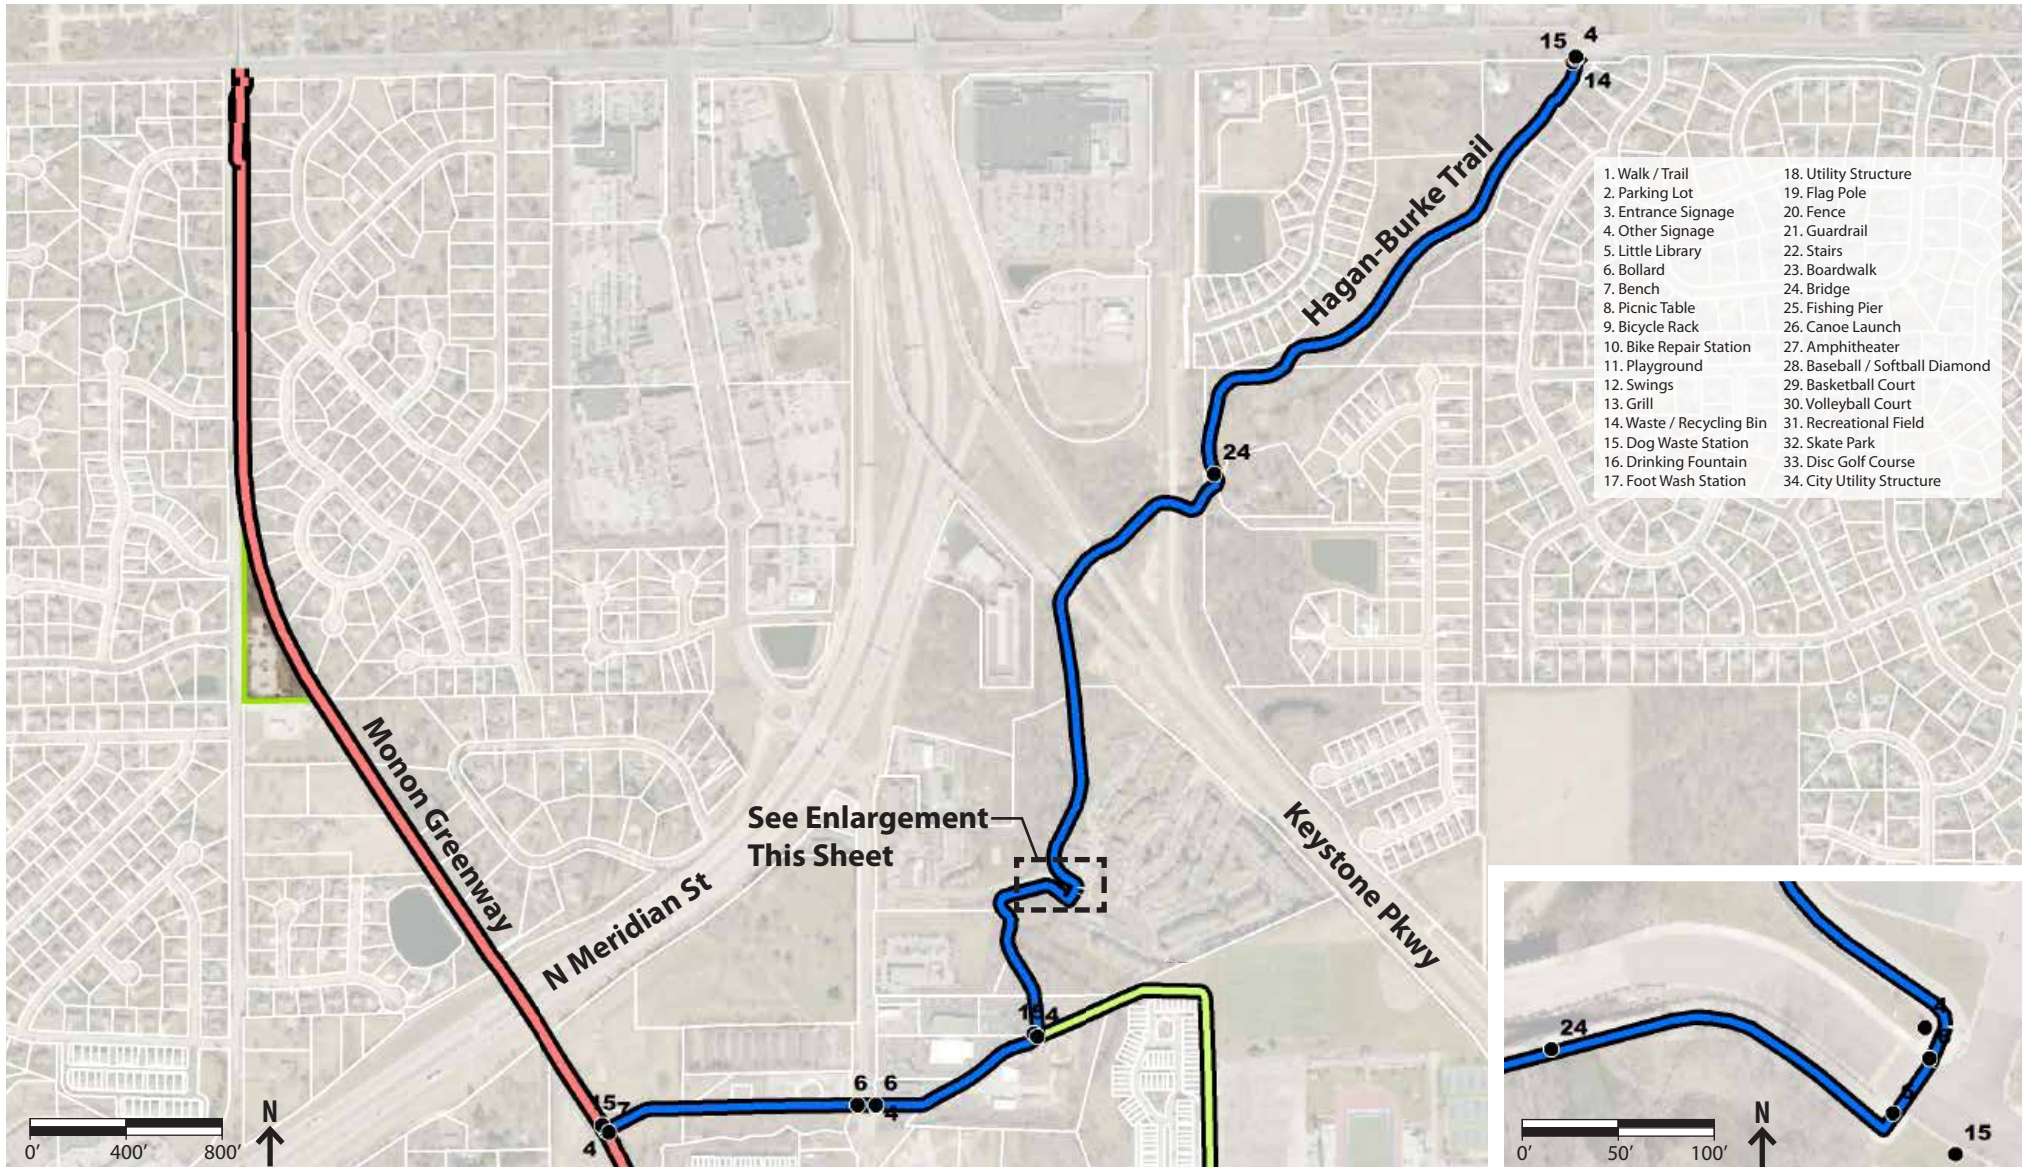 15 4
14
Hagan-Burke Trail
1. Walk / Trail
2. Parking Lot
3. Entrance Signage
4. Other Signage
5. Little Library
6. Bollard
7. Bench
8. Picnic Table
9. Bicycle Rack
10. Bike Repair Station
11. Playground
12. Swings
13. Grill
14. Waste / Recycling Bin
15. Dog Waste Station
16. Drinking Fountain
17. Foot Wash Station
18. Utility Structure
19. Flag Pole
20. Fence
21. Guardrail
22. Stairs
23. Boardwalk
24. Bridge
25. Fishing Pier
26. Canoe Launch
27. Amphitheater
28. Baseball / Softball Diamond
29. Basketball Court
30. Volleyball Court
31. Recreational Field
32. Skate Park
33. Disc Golf Course
34. City Utility Structure
24
Monon Greenway
See Enlargement
This Sheet
N Meridian St
Keystone Pkwy
6 6
4
15 7
4
0' 400' 800'
N
24
15
0' 50' 100'
N